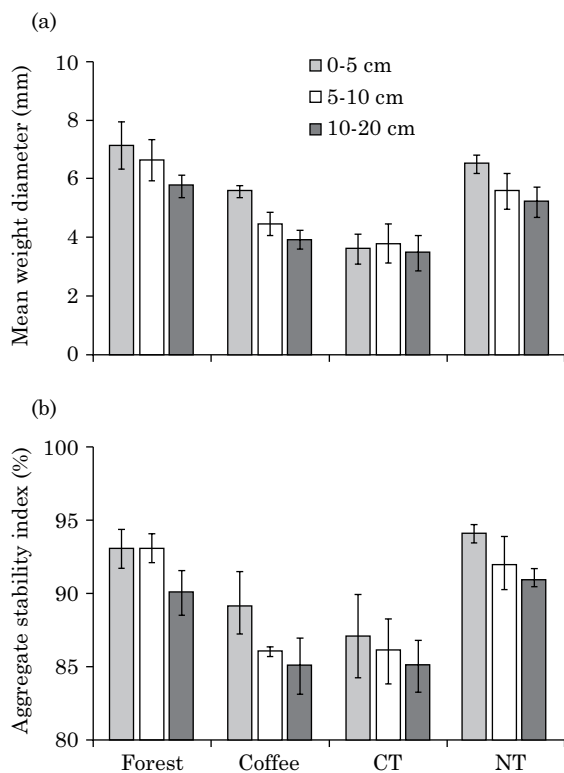 (a)
Mean weight diameter (mm)
10
8
6
4
2
0
0-5 cm
5-10 cm
10-20 cm
(b)
Aggregate stability index (%)
100
95
90
85
80
Forest Coffee CT NT